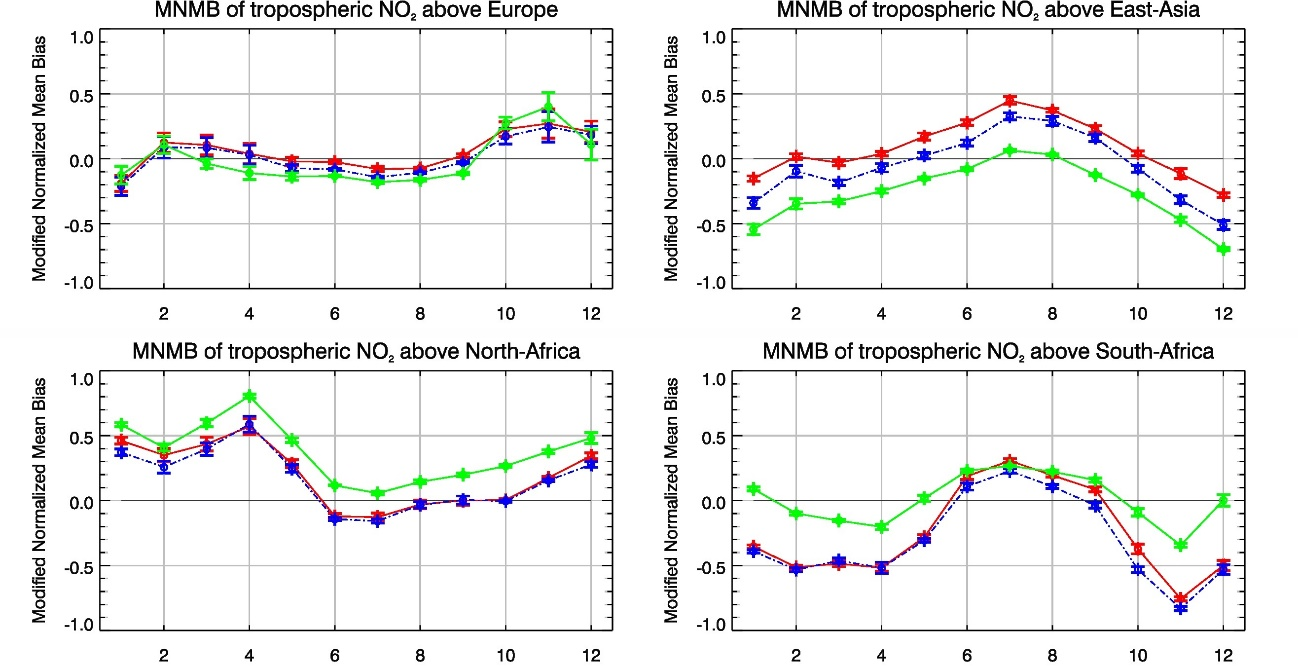 MNMB of tropospheric NO₂ above Europe
Modified Normalized Mean Bias
1.0
0.5
0.0
-0.5
-1.0
2 4 6 8 10 12
MNMB of tropospheric NO₂ above East-Asia
Modified Normalized Mean Bias
1.0
0.5
0.0
-0.5
-1.0
2 4 6 8 10 12
MNMB of tropospheric NO₂ above North-Africa
Modified Normalized Mean Bias
1.0
0.5
0.0
-0.5
-1.0
2 4 6 8 10 12
MNMB of tropospheric NO₂ above South-Africa
Modified Normalized Mean Bias
1.0
0.5
0.0
-0.5
-1.0
2 4 6 8 10 12